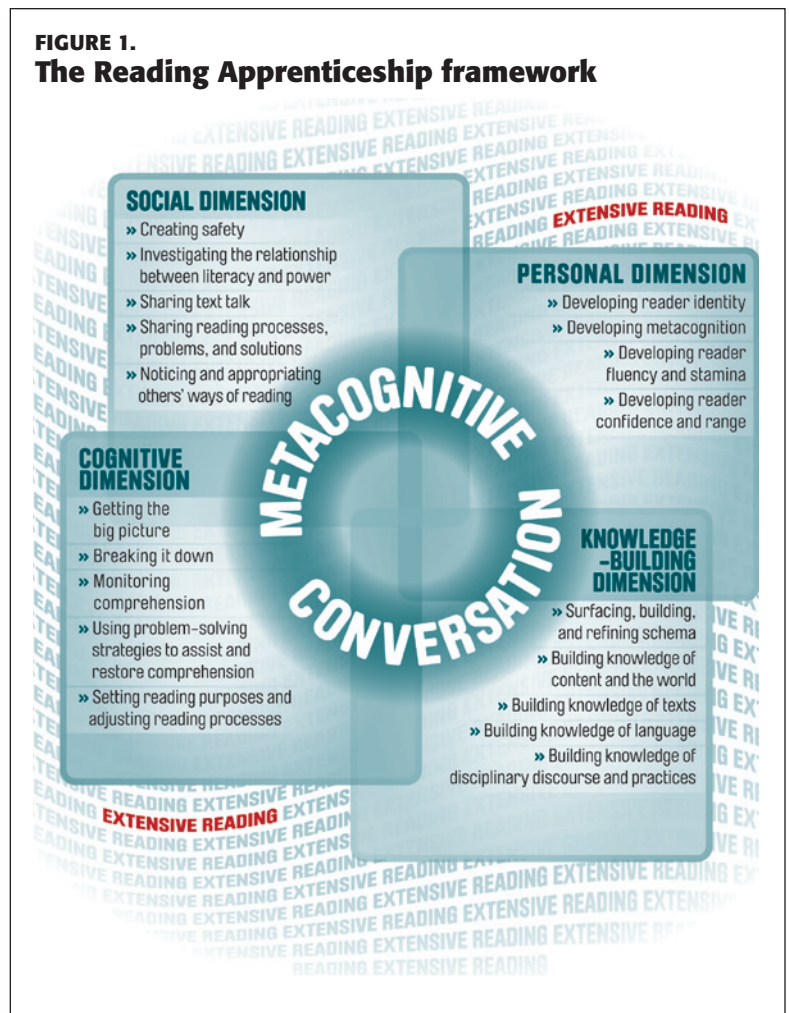 FIGURE 1.
The Reading Apprenticeship framework
SOCIAL DIMENSION
» Creating safety
» Investigating the relationship
between literacy and power
» Sharing text talk
» Sharing reading processes,
problems, and solutions
» Noticing and appropriating
others' ways of reading
EXTENSIVE READING
PERSONAL DIMENSION
» Developing reader identity
» Developing metacognition
» Developing reader
fluency and stamina
» Developing reader
confidence and range
METACOGNITIVE
CONVERSATION
COGNITIVE
DIMENSION
» Getting the
big picture
» Breaking it down
» Monitoring
comprehension
» Using problem-solving
strategies to assist and
restore comprehension
» Setting reading purposes and
adjusting reading processes
KNOWLEDGE
-BUILDING
DIMENSION
» Surfacing, building,
and refining schema
» Building knowledge of
content and the world
» Building knowledge of texts
» Building knowledge of language
» Building knowledge of
disciplinary discourse and practices
EXTENSIVE READING
READING EXTENSIVE READING